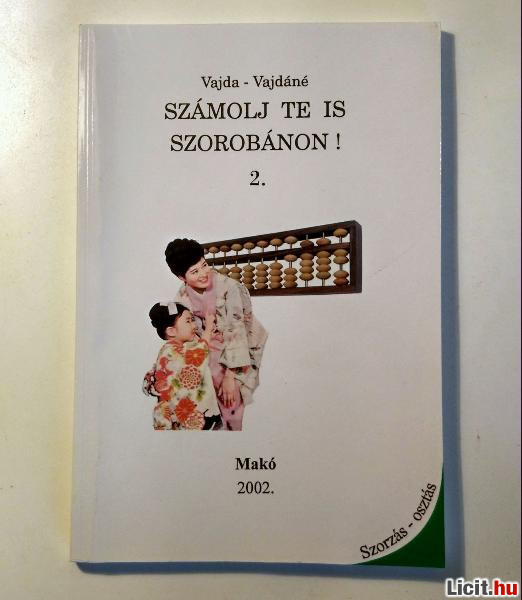 Vajda - Vajdáné
SZÁMOLJ TE IS
SZOROBÁNON !
2.
Makó
2002.
Szorzás - osztás
Licit.hu